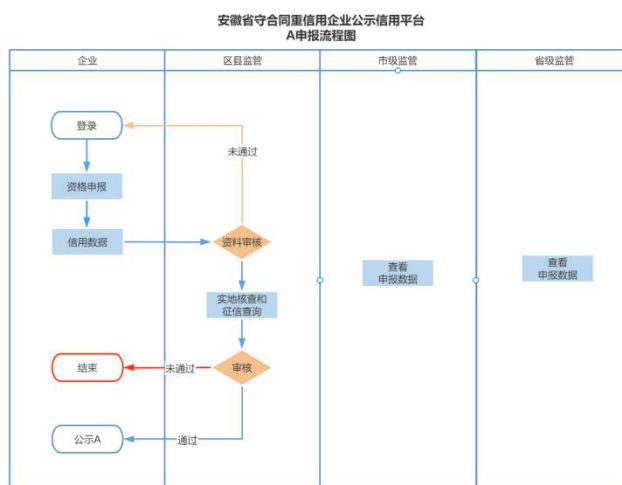 安徽省守合同重信用企业公示信用平台
A申报流程图
企业
区县监管
市级监管
省级监管
登录
未通过
资格申报
信用数据
资料审核
查看
申报数据
查看
申报数据
实地核查和
征信查询
结束
未通过
审核
公示A
通过